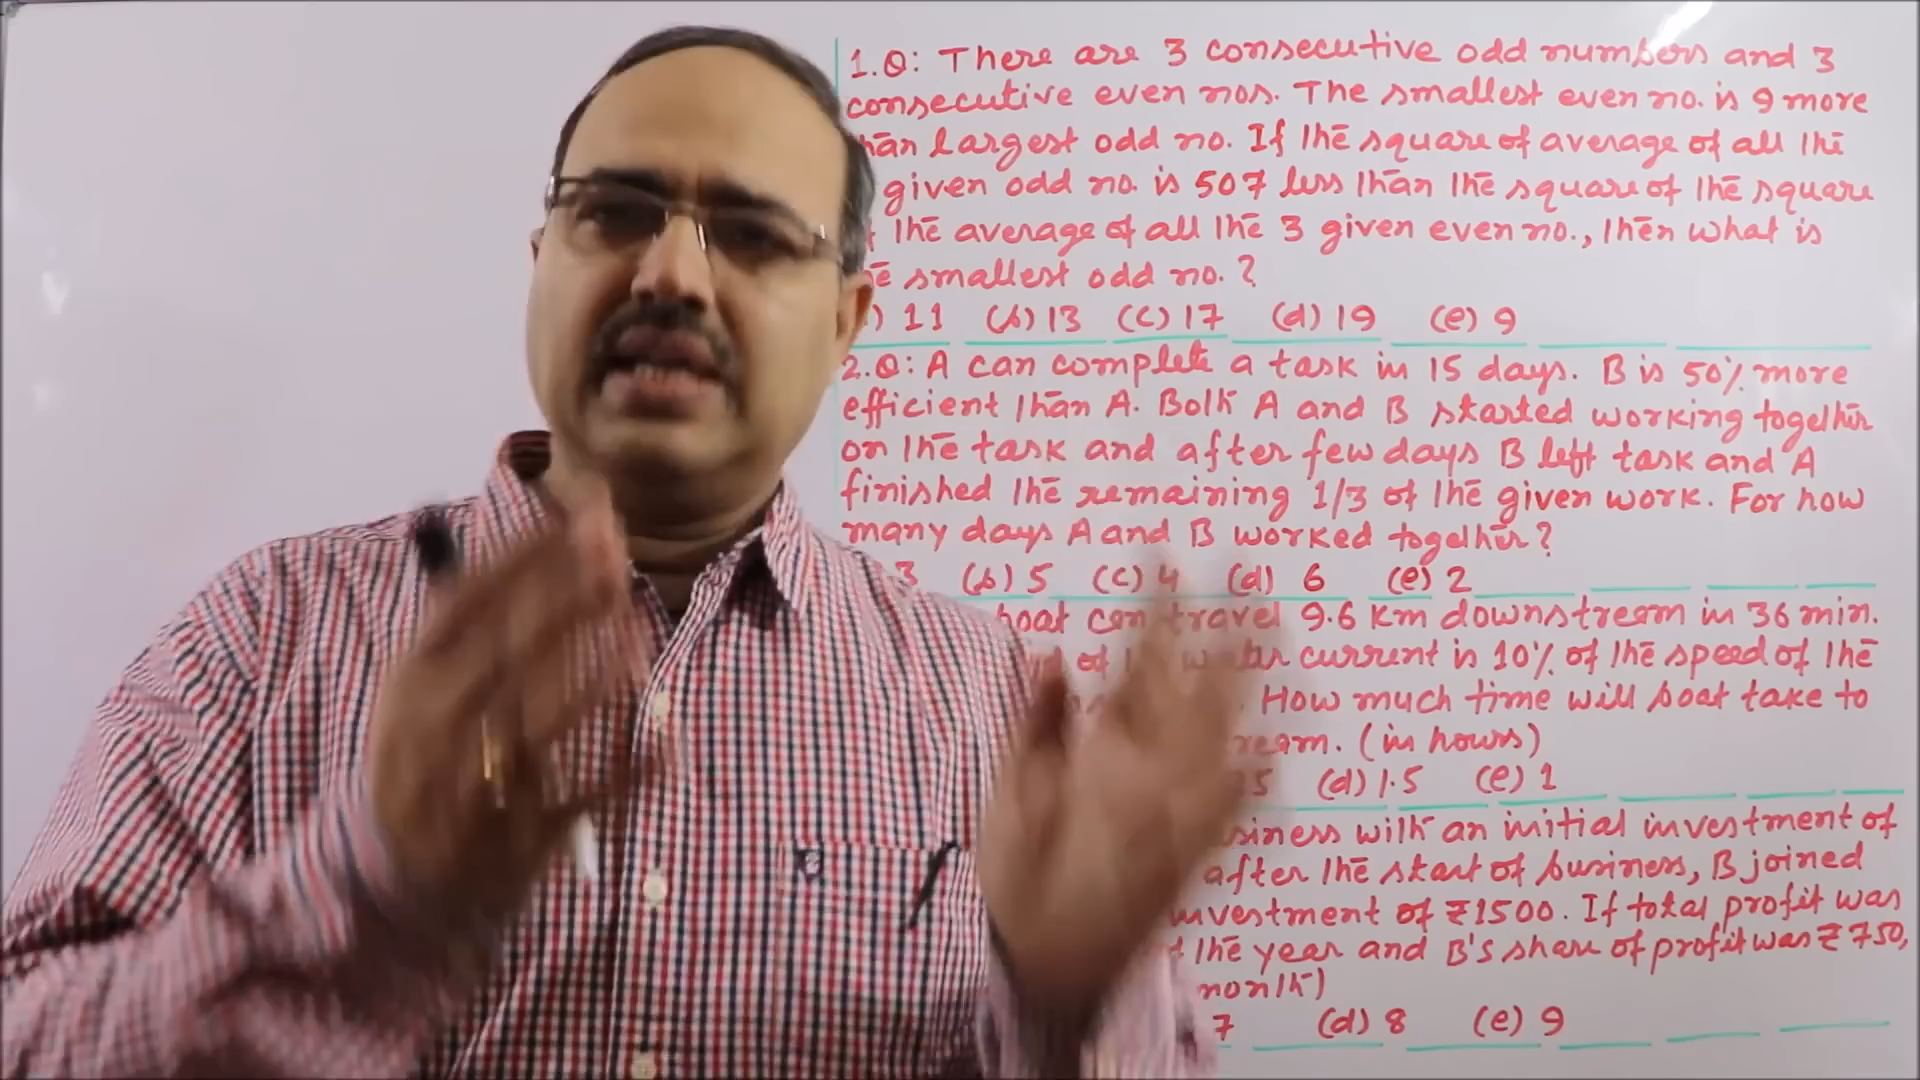 1.Q: There are 3 consecutive odd numbers and 3
consecutive even nos. The smallest even no. is 9 more
than largest odd no. If the square of average of all the
given odd no. is 507 less than the square of the square
the average of all the 3 given even no., then what is
smallest odd no.?
11 (b) 13 (c) 17 (d) 19 (e) 9
2.Q: A can complete a task in 15 days. B is 50% more
efficient than A. Both A and B started working together
on the task and after few days B left task and A
finished the remaining 1/3 of the given work. For how
many days A and B worked together?
3 (b) 5 (c) 4 (d) 6 (e) 2
boat can travel 9.6 km downstream in 36 min.
of water current is 10% of the speed of the
How much time will boat take to
(in hours)
(d) 1.5 (e) 1
with an initial investment of
after the start of business, B joined
investment of ₹1500. If total profit was
the year and B's share of profit was ₹750,
7 (d) 8 (e) 9